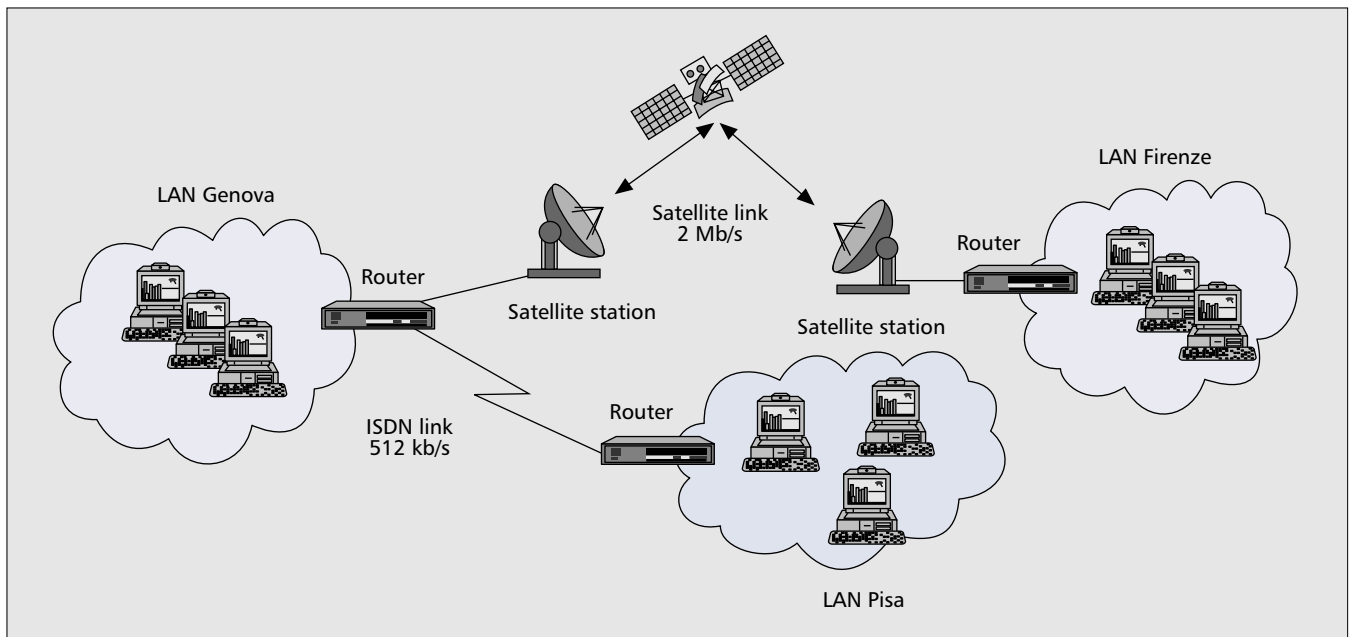 LAN Firenze
LAN Genova
Satellite link
2 Mb/s
Router
Router
Satellite station
Satellite station
Router
ISDN link
512 kb/s
LAN Pisa